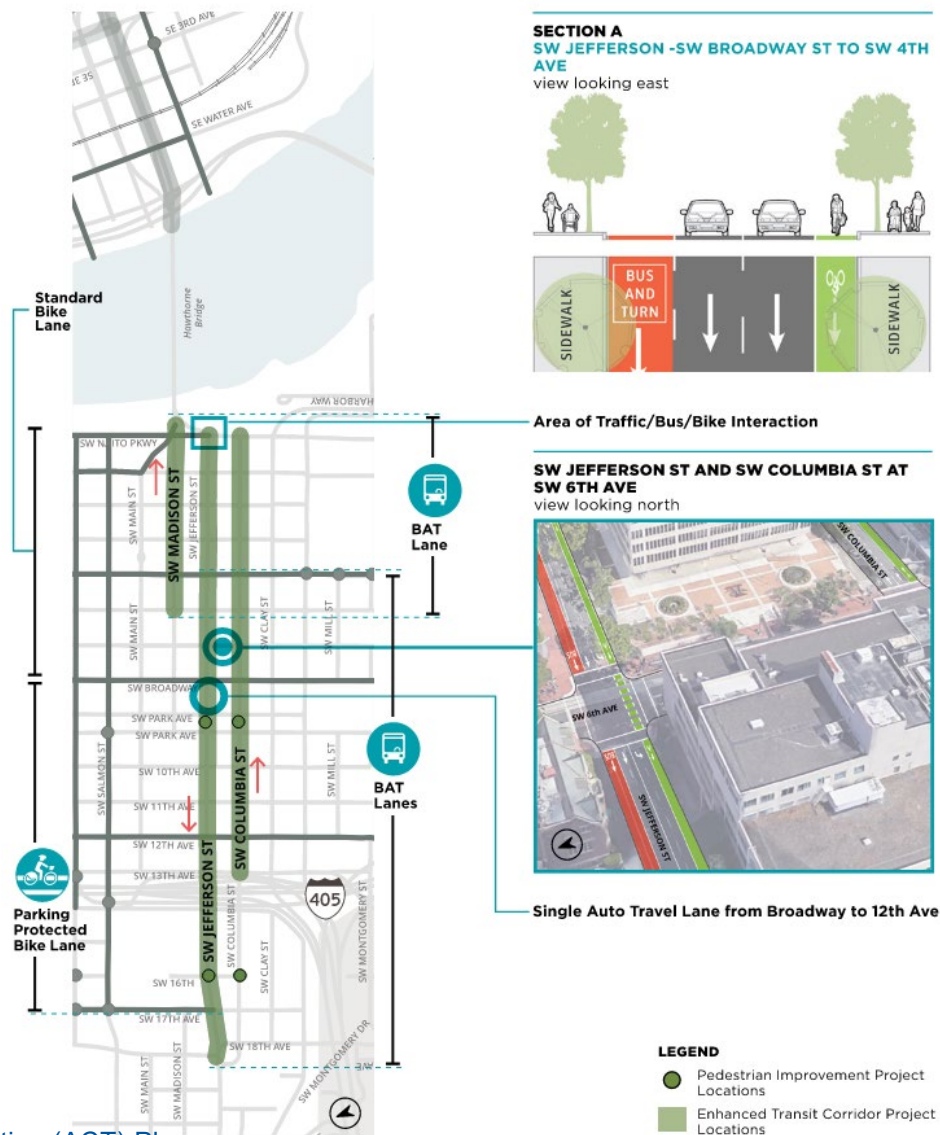 SE 3RD AVE
SE WATER AVE
Standard
Bike
Lane
Hawthorne
Bridge
HARBOR WAY
SW MAIN ST
SW MADISON ST
SW JEFFERSON ST
BAT
Lane
SW MAIN ST
SW CLAY ST
SW MILL ST
SW BROADWAY
SW PARK AVE
SW PARK AVE
SW SALMON ST
SW 10TH AVE
SW 11TH AVE
SW 12TH AVE
SW 13TH AVE
SW COLUMBIA ST
SW MILL ST
BAT
Lanes
Parking
Protected
Bike Lane
SW JEFFERSON ST
SW COLUMBIA ST
405
SW CLAY ST
SW MONTGOMERY ST
SW 16TH
SW 17TH AVE
SW 18TH AVE
SW MONTGOMERY DR
SW MAIN ST
SW MADISON ST
SECTION A
SW JEFFERSON -SW BROADWAY ST TO SW 4TH
AVE
view looking east
SIDEWALK
BUS
AND
TURN
SIDEWALK
Area of Traffic/Bus/Bike Interaction
SW JEFFERSON ST AND SW COLUMBIA ST AT
SW 6TH AVE
view looking north
SW COLUMBIA ST
BUS
SW 6th AVE
BUS
SW JEFFERSON ST
Single Auto Travel Lane from Broadway to 12th Ave
LEGEND
Pedestrian Improvement Project
Locations
Enhanced Transit Corridor Project
Locations